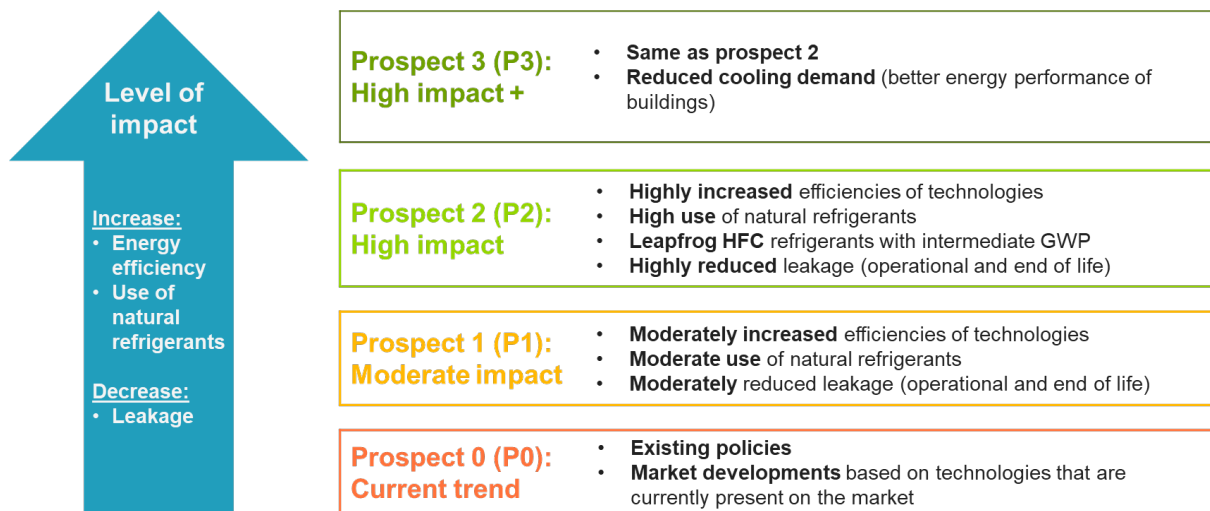 Level of
impact
Increase:
• Energy
efficiency
• Use of
natural
refrigerants
Decrease:
• Leakage
Prospect 3 (P3):
High impact +
• Same as prospect 2
• Reduced cooling demand (better energy performance of
buildings)
Prospect 2 (P2):
High impact
• Highly increased efficiencies of technologies
• High use of natural refrigerants
• Leapfrog HFC refrigerants with intermediate GWP
• Highly reduced leakage (operational and end of life)
Prospect 1 (P1):
Moderate impact
• Moderately increased efficiencies of technologies
• Moderate use of natural refrigerants
• Moderately reduced leakage (operational and end of life)
Prospect 0 (P0):
Current trend
• Existing policies
• Market developments based on technologies that are
currently present on the market